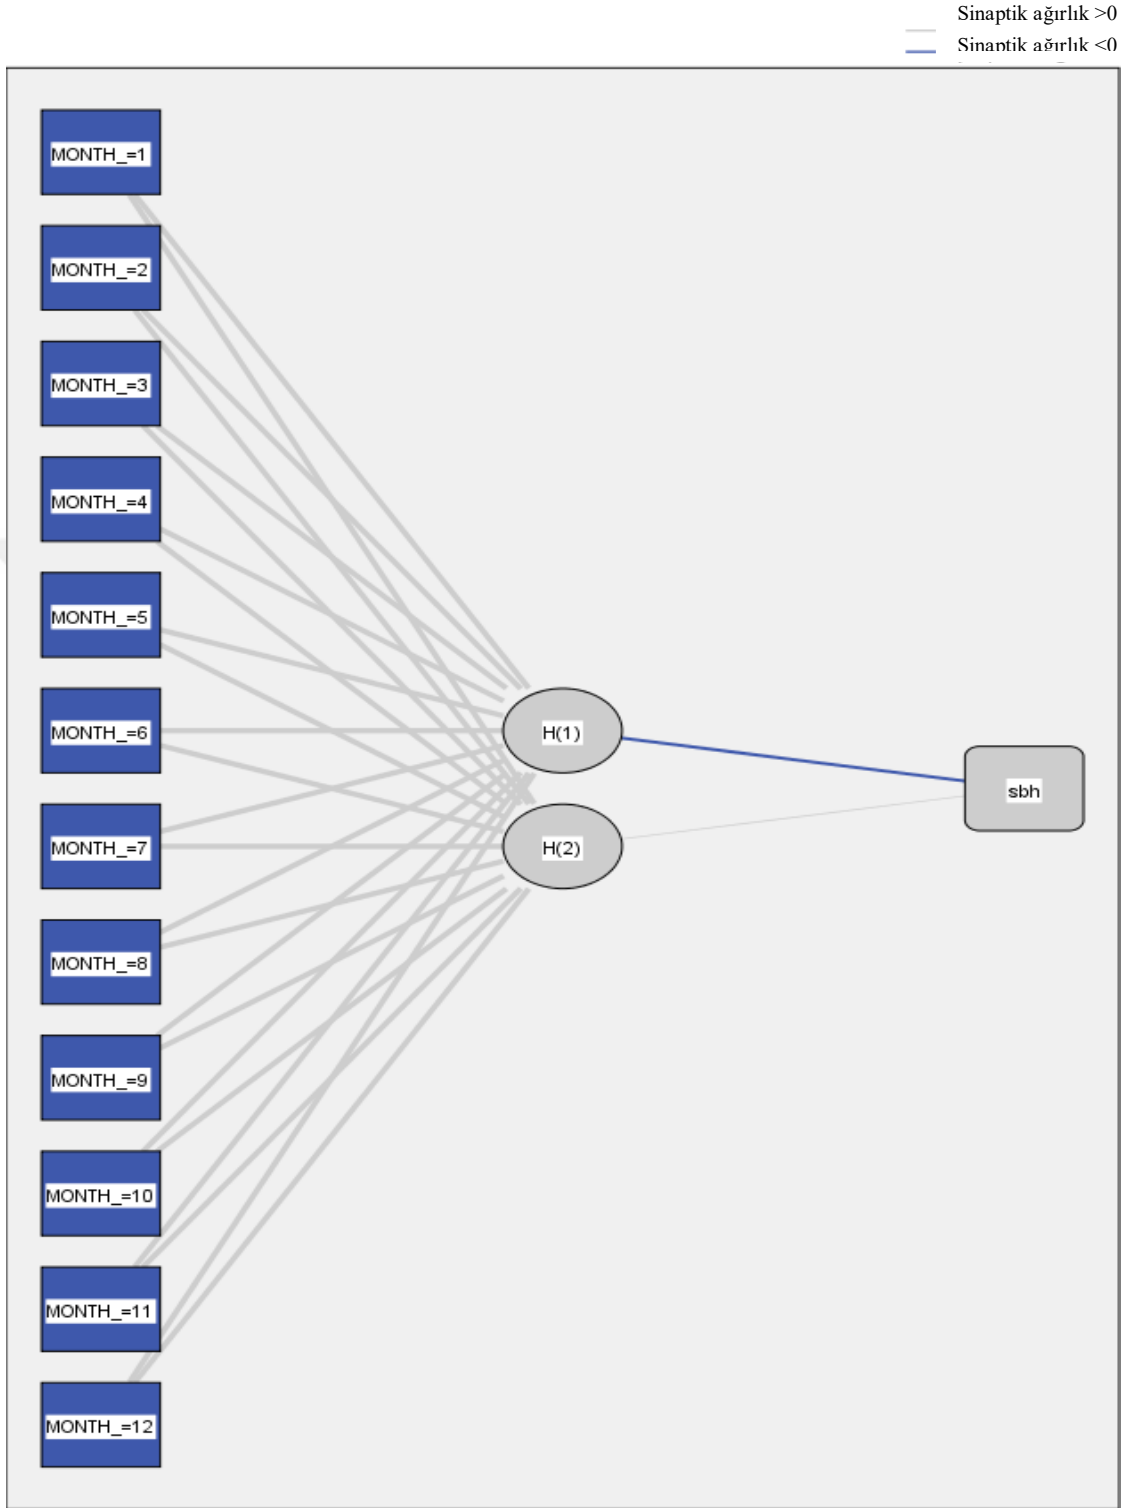 Sinaptik ağırlık >0
Sinaptik ağırlık <0
MONTH_=1
MONTH_=2
MONTH_=3
MONTH_=4
MONTH_=5
MONTH_=6
MONTH_=7
MONTH_=8
MONTH_=9
MONTH_=10
MONTH_=11
MONTH_=12
H(1)
H(2)
sbh